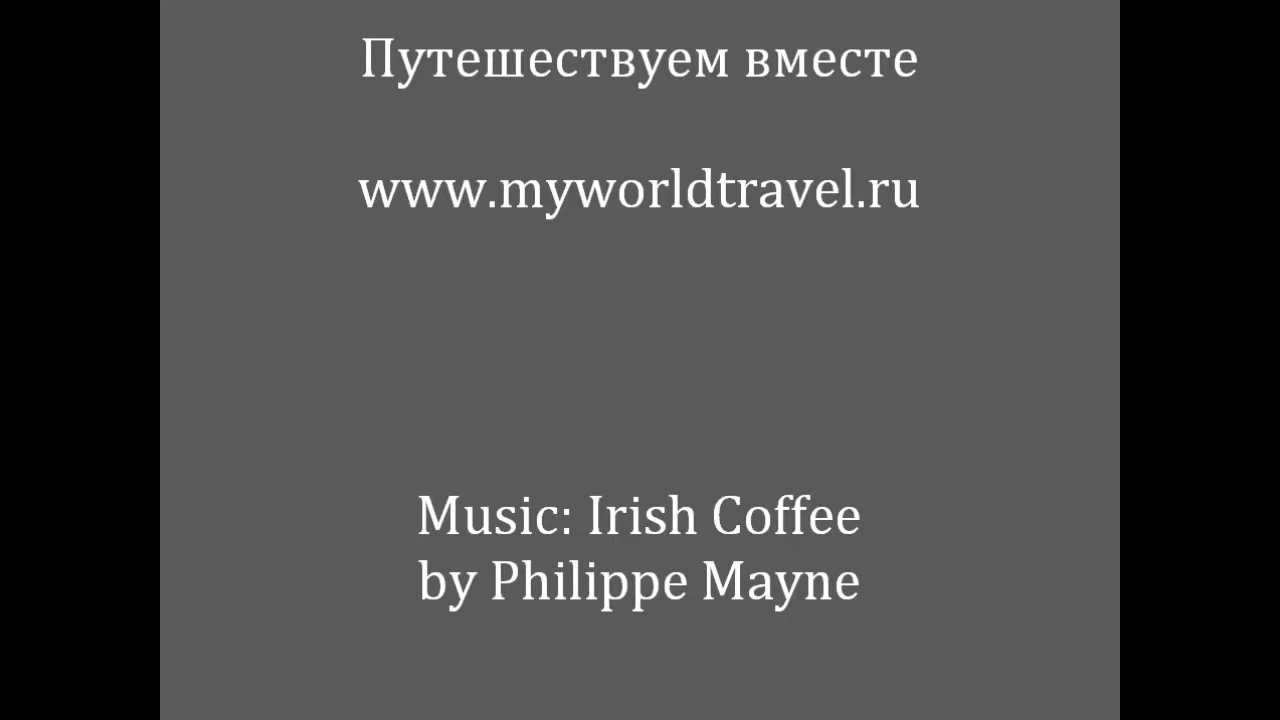 Путешествуем вместе
www.myworldtravel.ru
Music: Irish Coffee
by Philippe Mayne